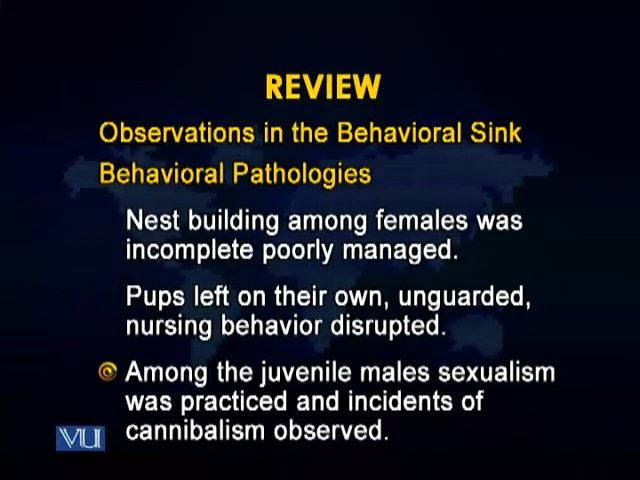 REVIEW
Observations in the Behavioral Sink
Behavioral Pathologies
Nest building among females was
incomplete poorly managed.
Pups left on their own, unguarded,
nursing behavior disrupted.
Among the juvenile males sexualism
was practiced and incidents of
cannibalism observed.
VU